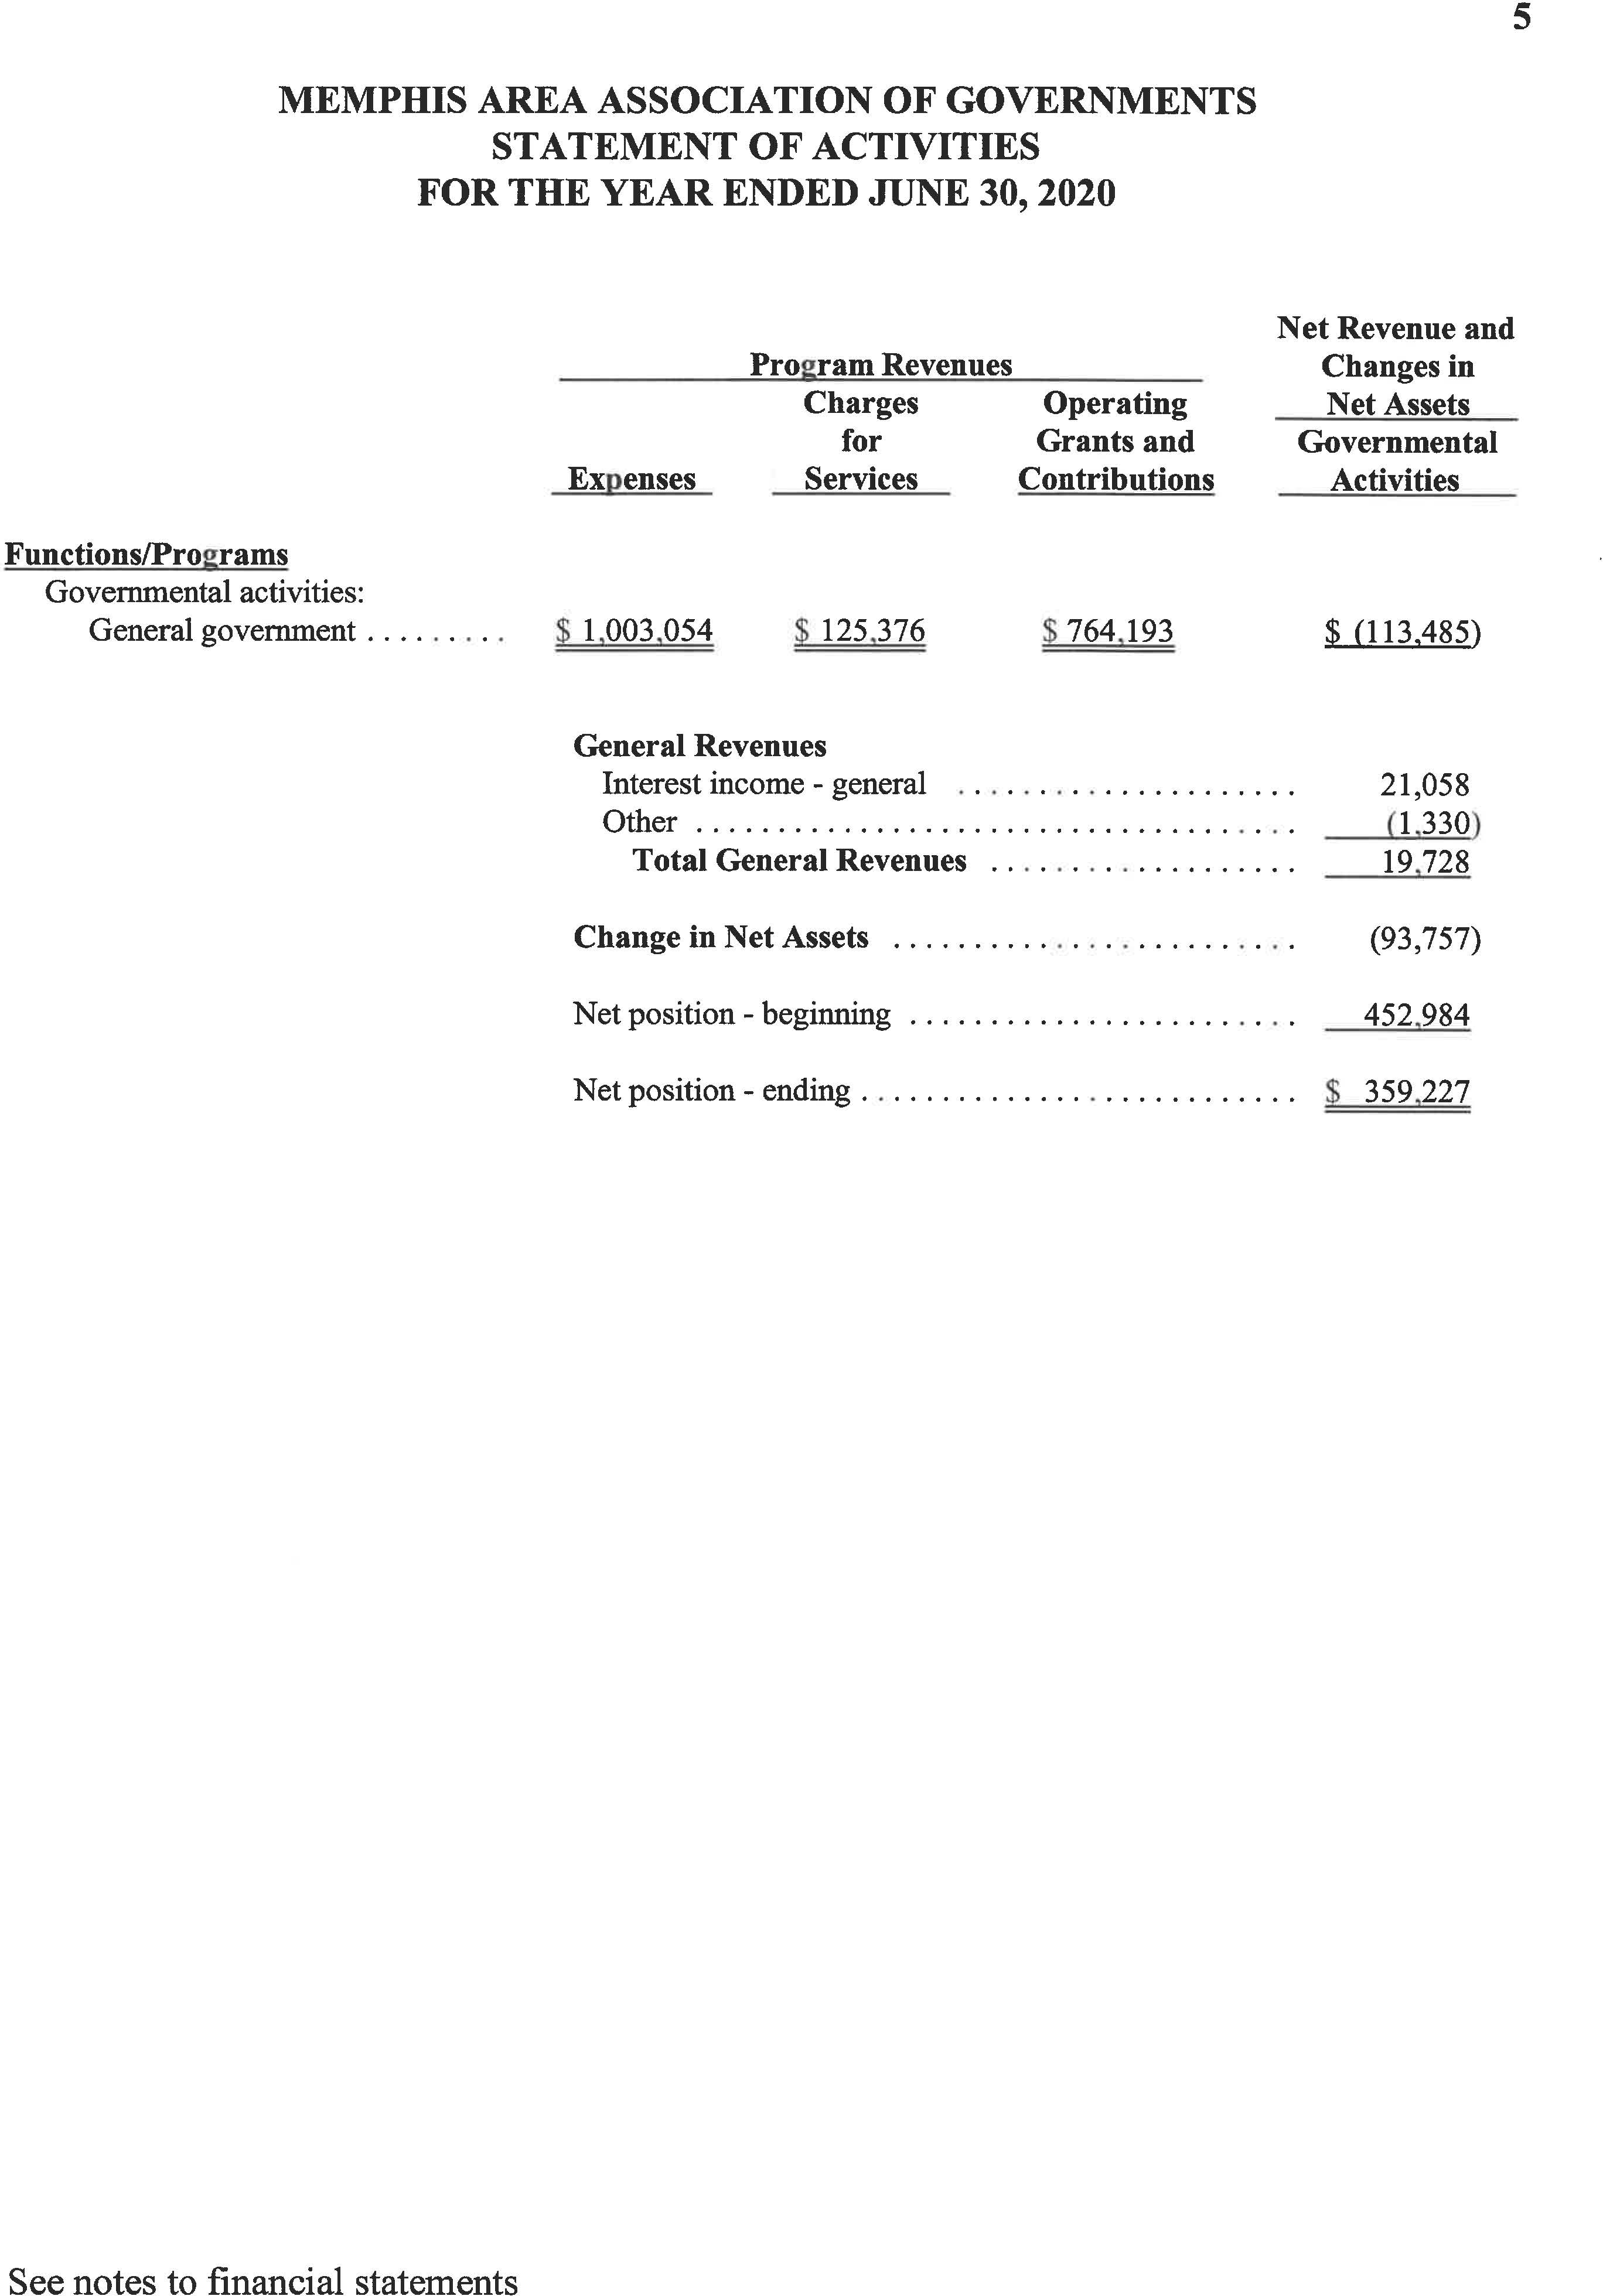 5
MEMPHIS AREA ASSOCIATION OF GOVERNMENTS
STATEMENT OF ACTIVITIES
FOR THE YEAR ENDED JUNE 30, 2020
Net Revenue and
Program Revenues Changes in
Charges Operating Net Assets
for Grants and Governmental
Expenses Services Contributions Activities
Functions/Programs
Governmental activities:
General government ......... $ 1,003,054 $ 125,376 $ 764,193 $ (113,485)
General Revenues
Interest income - general ..................... 21,058
Other ..................................... (1,330)
Total General Revenues ................... 19,728
Change in Net Assets ......................... (93,757)
Net position - beginning ........................ 452,984
Net position - ending ........................... $ 359,227
See notes to financial statements